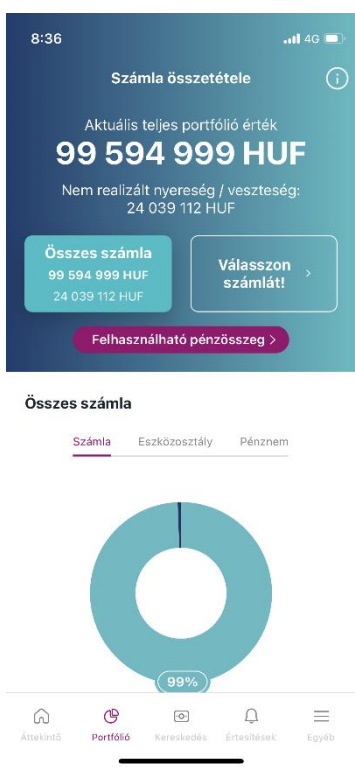 8:36
4G
Számla összetétele
Aktuális teljes portfólió érték
99 594 999 HUF
Nem realizált nyereség / veszteség:
24 039 112 HUF
Összes számla
99 594 999 HUF
24 039 112 HUF
Válasszon
számlát!
Felhasználható pénzösszeg >
Összes számla
Számla Eszközosztály Pénznem
99%
Áttekintő Portfólió Kereskedés Értesítések Egyéb